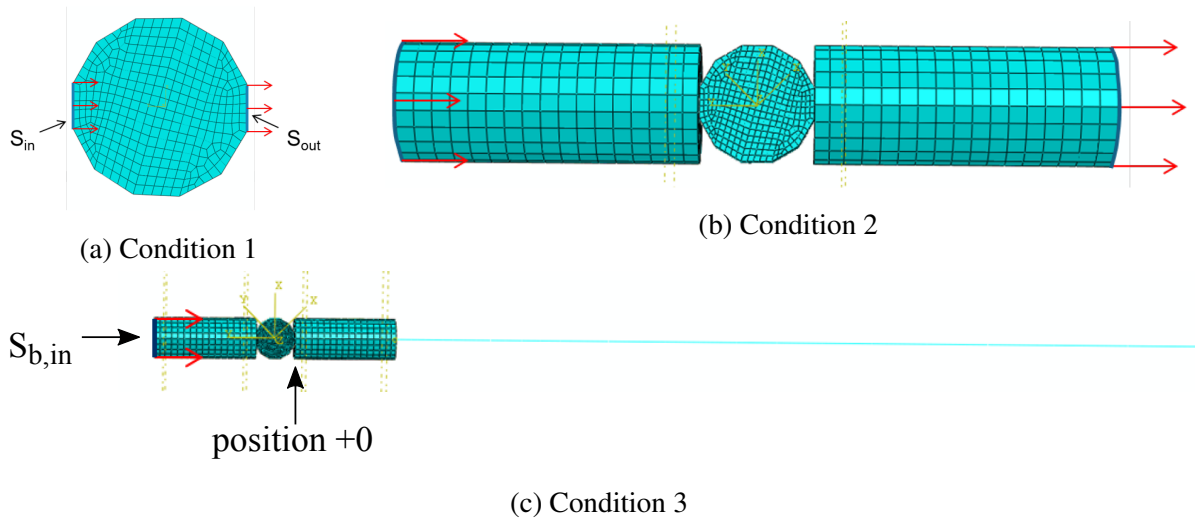 S_in
S_out
(a) Condition 1
(b) Condition 2
X
Y
X
S_b,in
position +0
(c) Condition 3